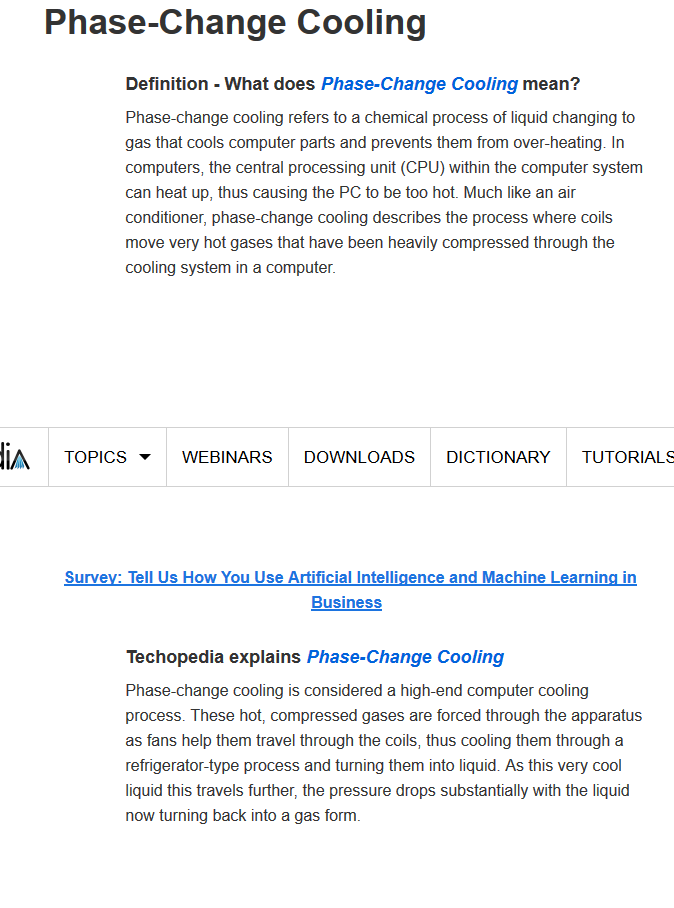 Phase-Change Cooling
Definition - What does Phase-Change Cooling mean?
Phase-change cooling refers to a chemical process of liquid changing to
gas that cools computer parts and prevents them from over-heating. In
computers, the central processing unit (CPU) within the computer system
can heat up, thus causing the PC to be too hot. Much like an air
conditioner, phase-change cooling describes the process where coils
move very hot gases that have been heavily compressed through the
cooling system in a computer.
dia TOPICS WEBINARS DOWNLOADS DICTIONARY TUTORIALS
Survey: Tell Us How You Use Artificial Intelligence and Machine Learning in
Business
Techopedia explains Phase-Change Cooling
Phase-change cooling is considered a high-end computer cooling
process. These hot, compressed gases are forced through the apparatus
as fans help them travel through the coils, thus cooling them through a
refrigerator-type process and turning them into liquid. As this very cool
liquid this travels further, the pressure drops substantially with the liquid
now turning back into a gas form.